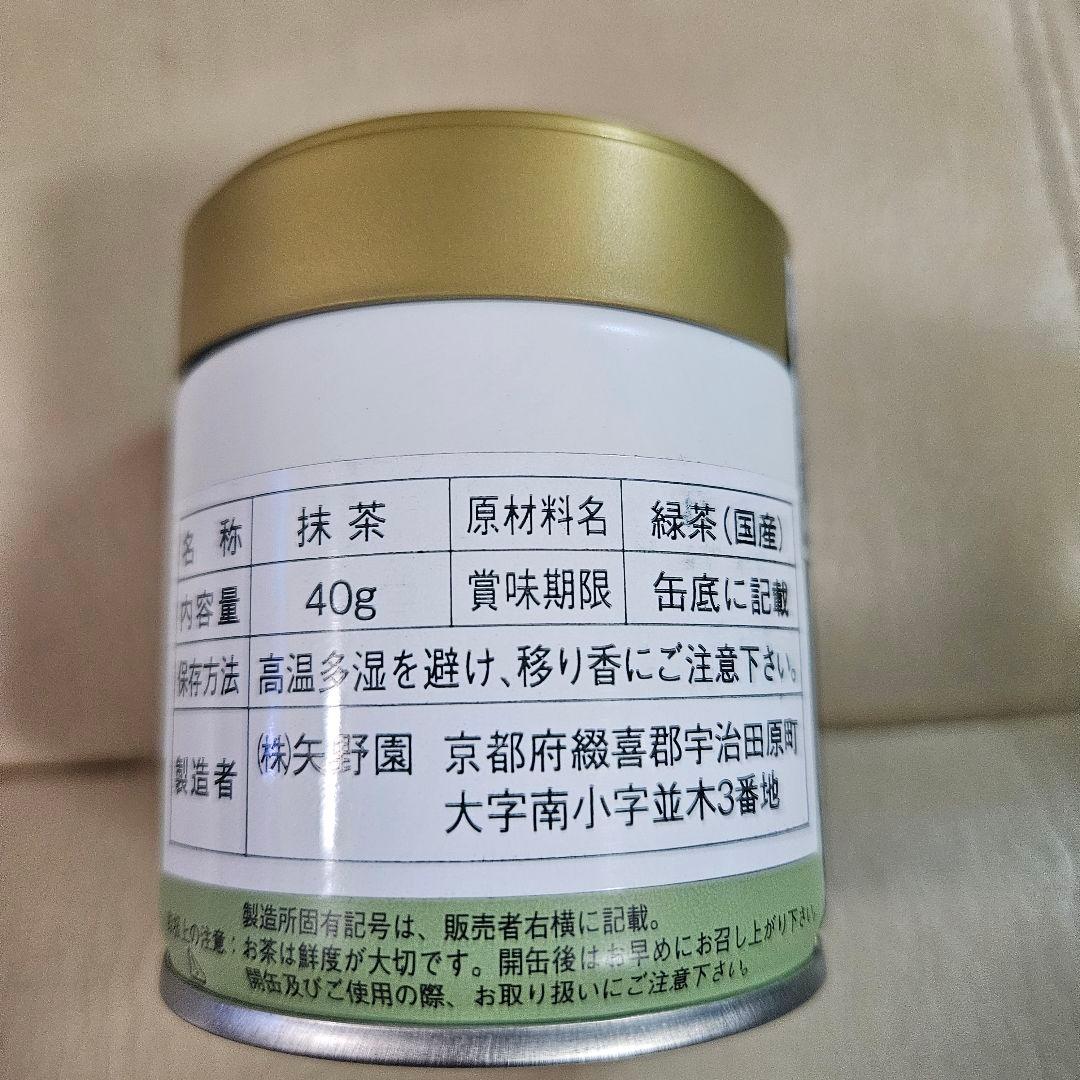 名称 抹茶 原材料名 緑茶(国産)
内容量 40g 賞味期限 缶底に記載
保存方法 高温多湿を避け、移り香にご注意下さい。
製造者 (株)矢野園 京都府綴喜郡宇治田原町
大字南小字並木3番地
製造所固有記号は、販売者右横に記載。
上の注意:お茶は鮮度が大切です。開缶後はお早めにお召し上がり下さい。
開缶及びご使用の際、お取り扱いにご注意下さい。